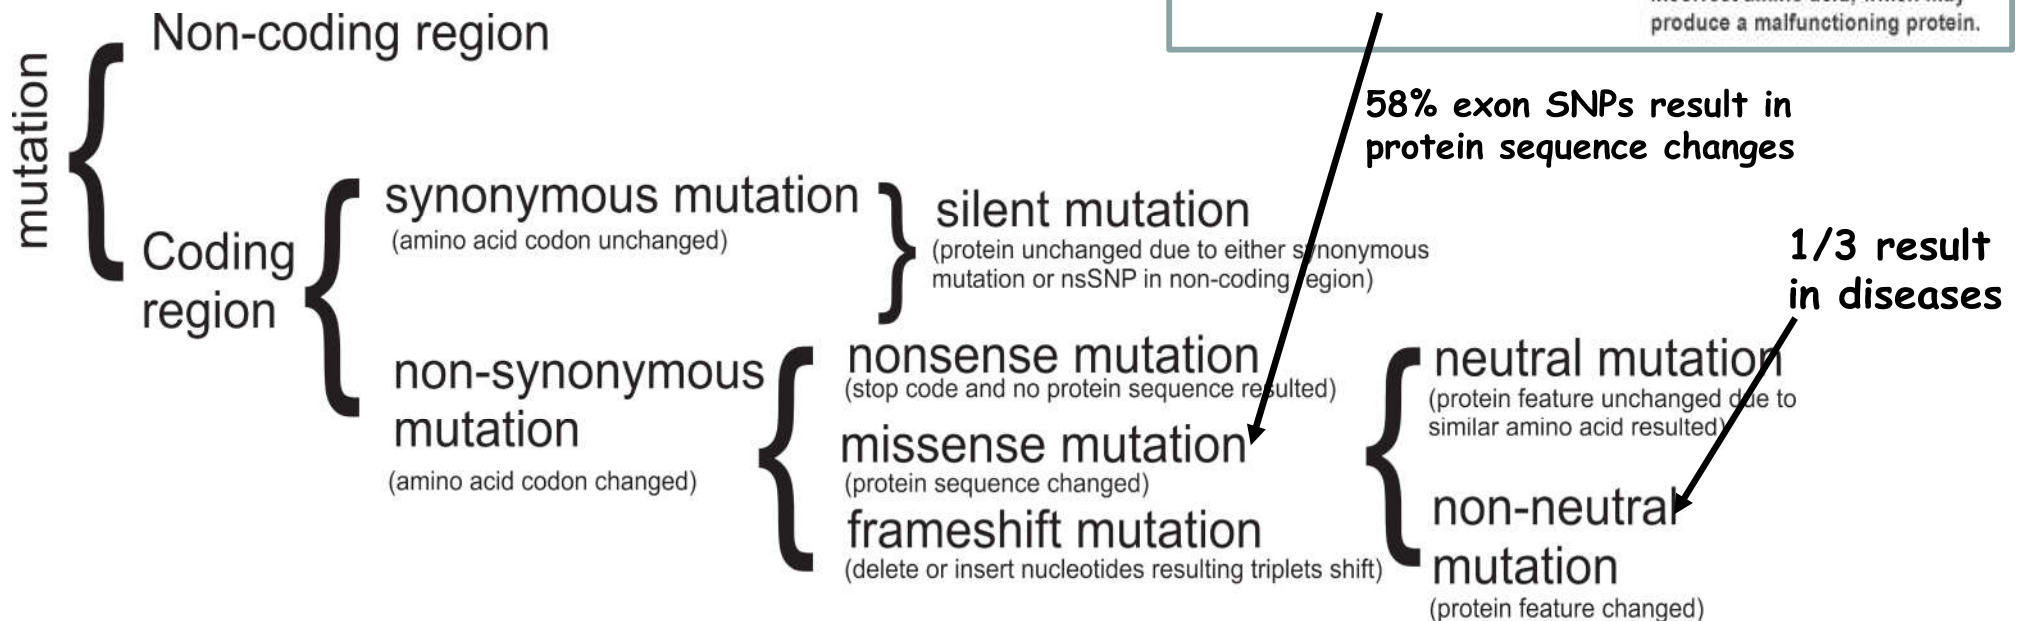 produce a malfunctioning protein.
Non-coding region
mutation
58% exon SNPs result in
protein sequence changes
synonymous mutation
(amino acid codon unchanged)
silent mutation
(protein unchanged due to either synonymous
mutation or nsSNP in non-coding region)
Coding
region
1/3 result
in diseases
non-synonymous
mutation
(amino acid codon changed)
nonsense mutation
(stop code and no protein sequence resulted)
missense mutation
(protein sequence changed)
frameshift mutation
(delete or insert nucleotides resulting triplets shift)
neutral mutation
(protein feature unchanged due to
similar amino acid resulted)
non-neutral
mutation
(protein feature changed)